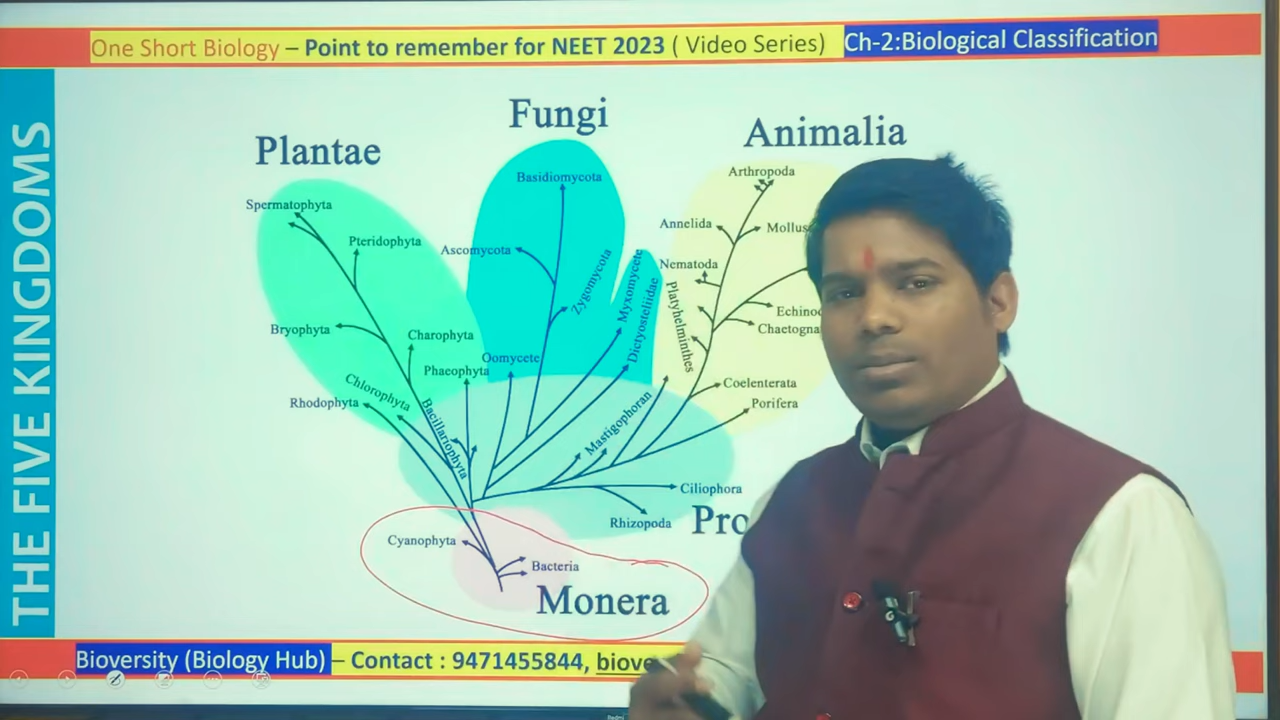 One Short Biology – Point to remember for NEET 2023 ( Video Series) Ch-2:Biological Classification
THE FIVE KINGDOMS
Fungi
Plantae
Animalia
Arthropoda
Basidiomycota
Spermatophyta
Annelida
Mollus
Pteridophyta
Ascomycota
Zygomycota
Myxomycete
Nematoda
Platyhelminthes
Dictyosteliidae
Echinod
Bryophyta
Charophyta
Chaetogna
Oomycete
Phaeophyta
Chlorophyta
Coelenterata
Rhodophyta
Bacillariophyta
Mastigophoran
Porifera
Ciliophora
Rhizopoda
Pro
Cyanophyta
Bacteria
Monera
Bioversity (Biology Hub) – Contact : 9471455844, biove